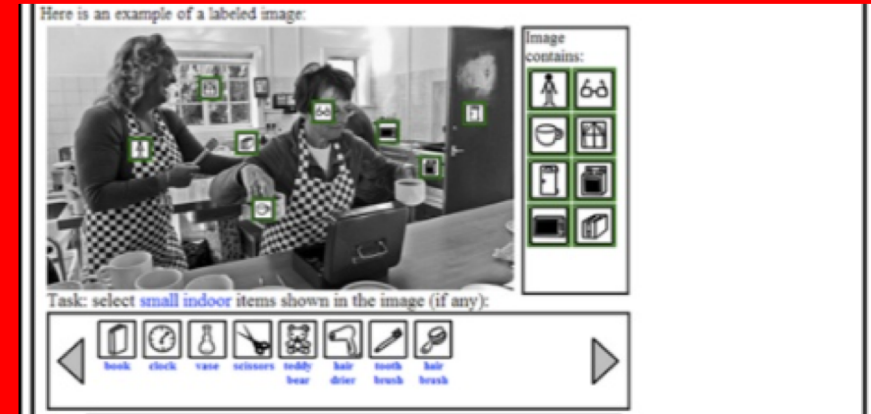 Here is an example of a labeled image:
Image
contains:
Task: select small indoor items shown in the image (if any):
book clock vase scissors teddy bear hair drier tooth brush hair brush